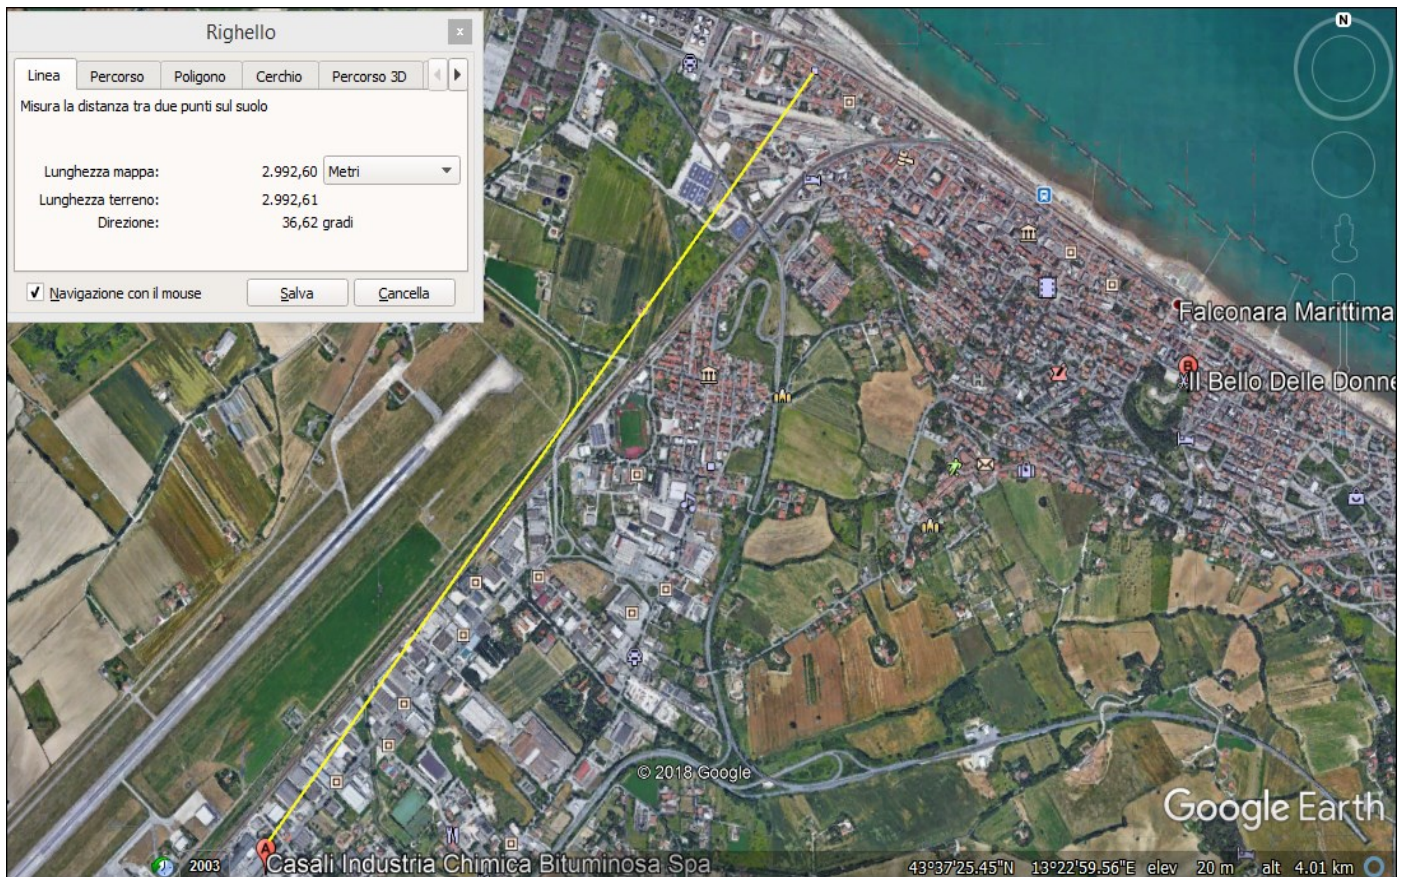 Righello
x
Linea Percorso Poligono Cerchio Percorso 3D
Misura la distanza tra due punti sul suolo
Lunghezza mappa: 2.992,60 Metri
Lunghezza terreno: 2.992,61
Direzione: 36,62 gradi
Navigazione con il mouse Salva Cancella
N
Falconara Marittima
B
Il Bello Delle Donne
H
© 2018 Google
Google Earth
A
2003
Casali Industria Chimica Bituminosa Spa
43°37'25.45"N 13°22'59.56"E elev 20 m alt 4.01 km